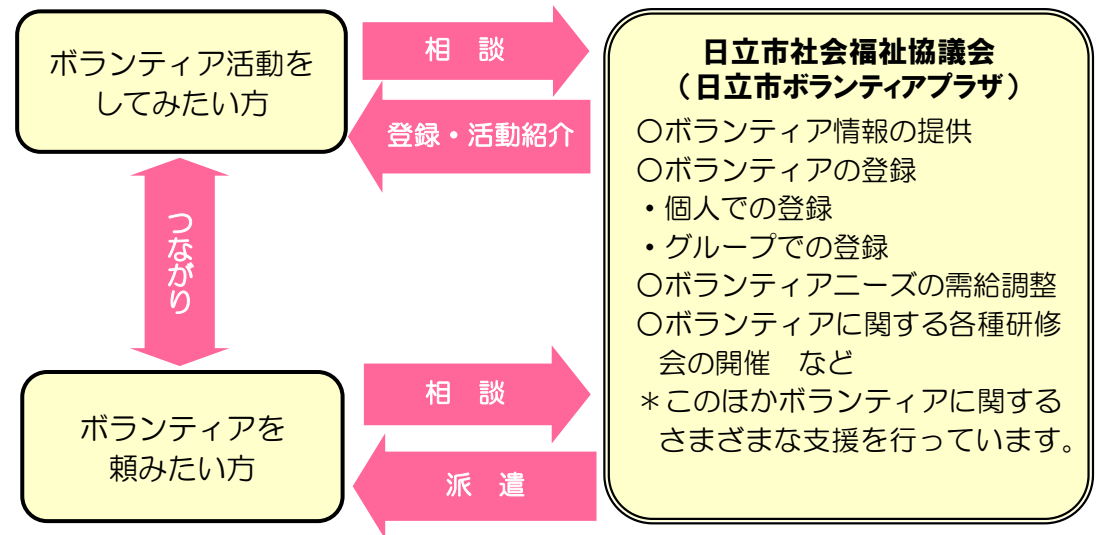 ボランティア活動を
してみたい方
相　談
登録・活動紹介
つながり
ボランティアを
頼みたい方
相　談
派　遣
日立市社会福祉協議会
（日立市ボランティアプラザ）
○ボランティア情報の提供
○ボランティアの登録
・個人での登録
・グループでの登録
○ボランティアニーズの需給調整
○ボランティアに関する各種研修
会の開催　など
＊このほかボランティアに関する
さまざまな支援を行っています。